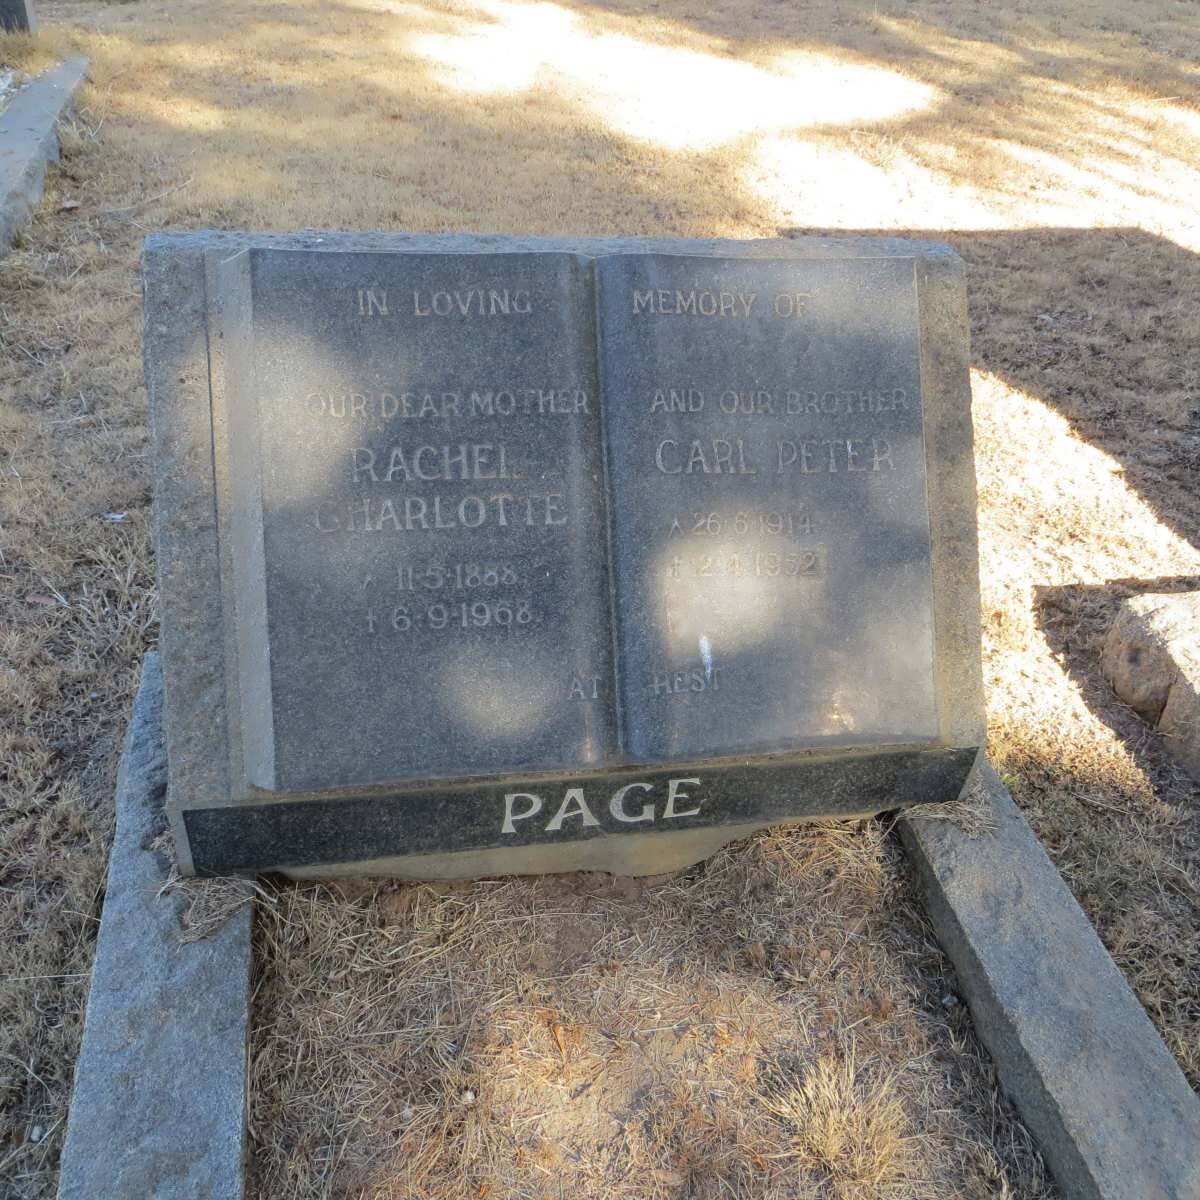 IN LOVING MEMORY OF
OUR DEAR MOTHER
RACHEL
CHARLOTTE
11·5·1888
† 6·9·1968
AND OUR BROTHER
CARL PETER
26·6·1914
† 2·4·1952
AT REST
PAGE